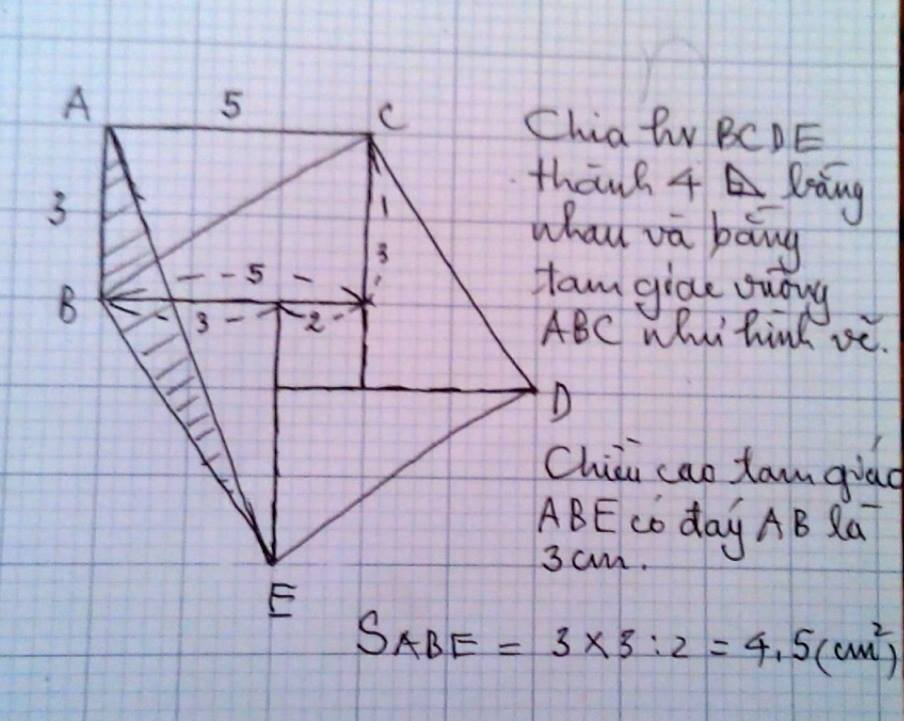 A 5 C
3
1
3
5
B 3 2
D
E
Chia hv BCDE
thành 4 bằng
nhau và bằng
tam giác vuông
ABC như hình vẽ.
Chiều cao tam giác
ABE có đáy AB là
3cm.
SABE = 3 x 3 : 2 = 4,5 (cm²)